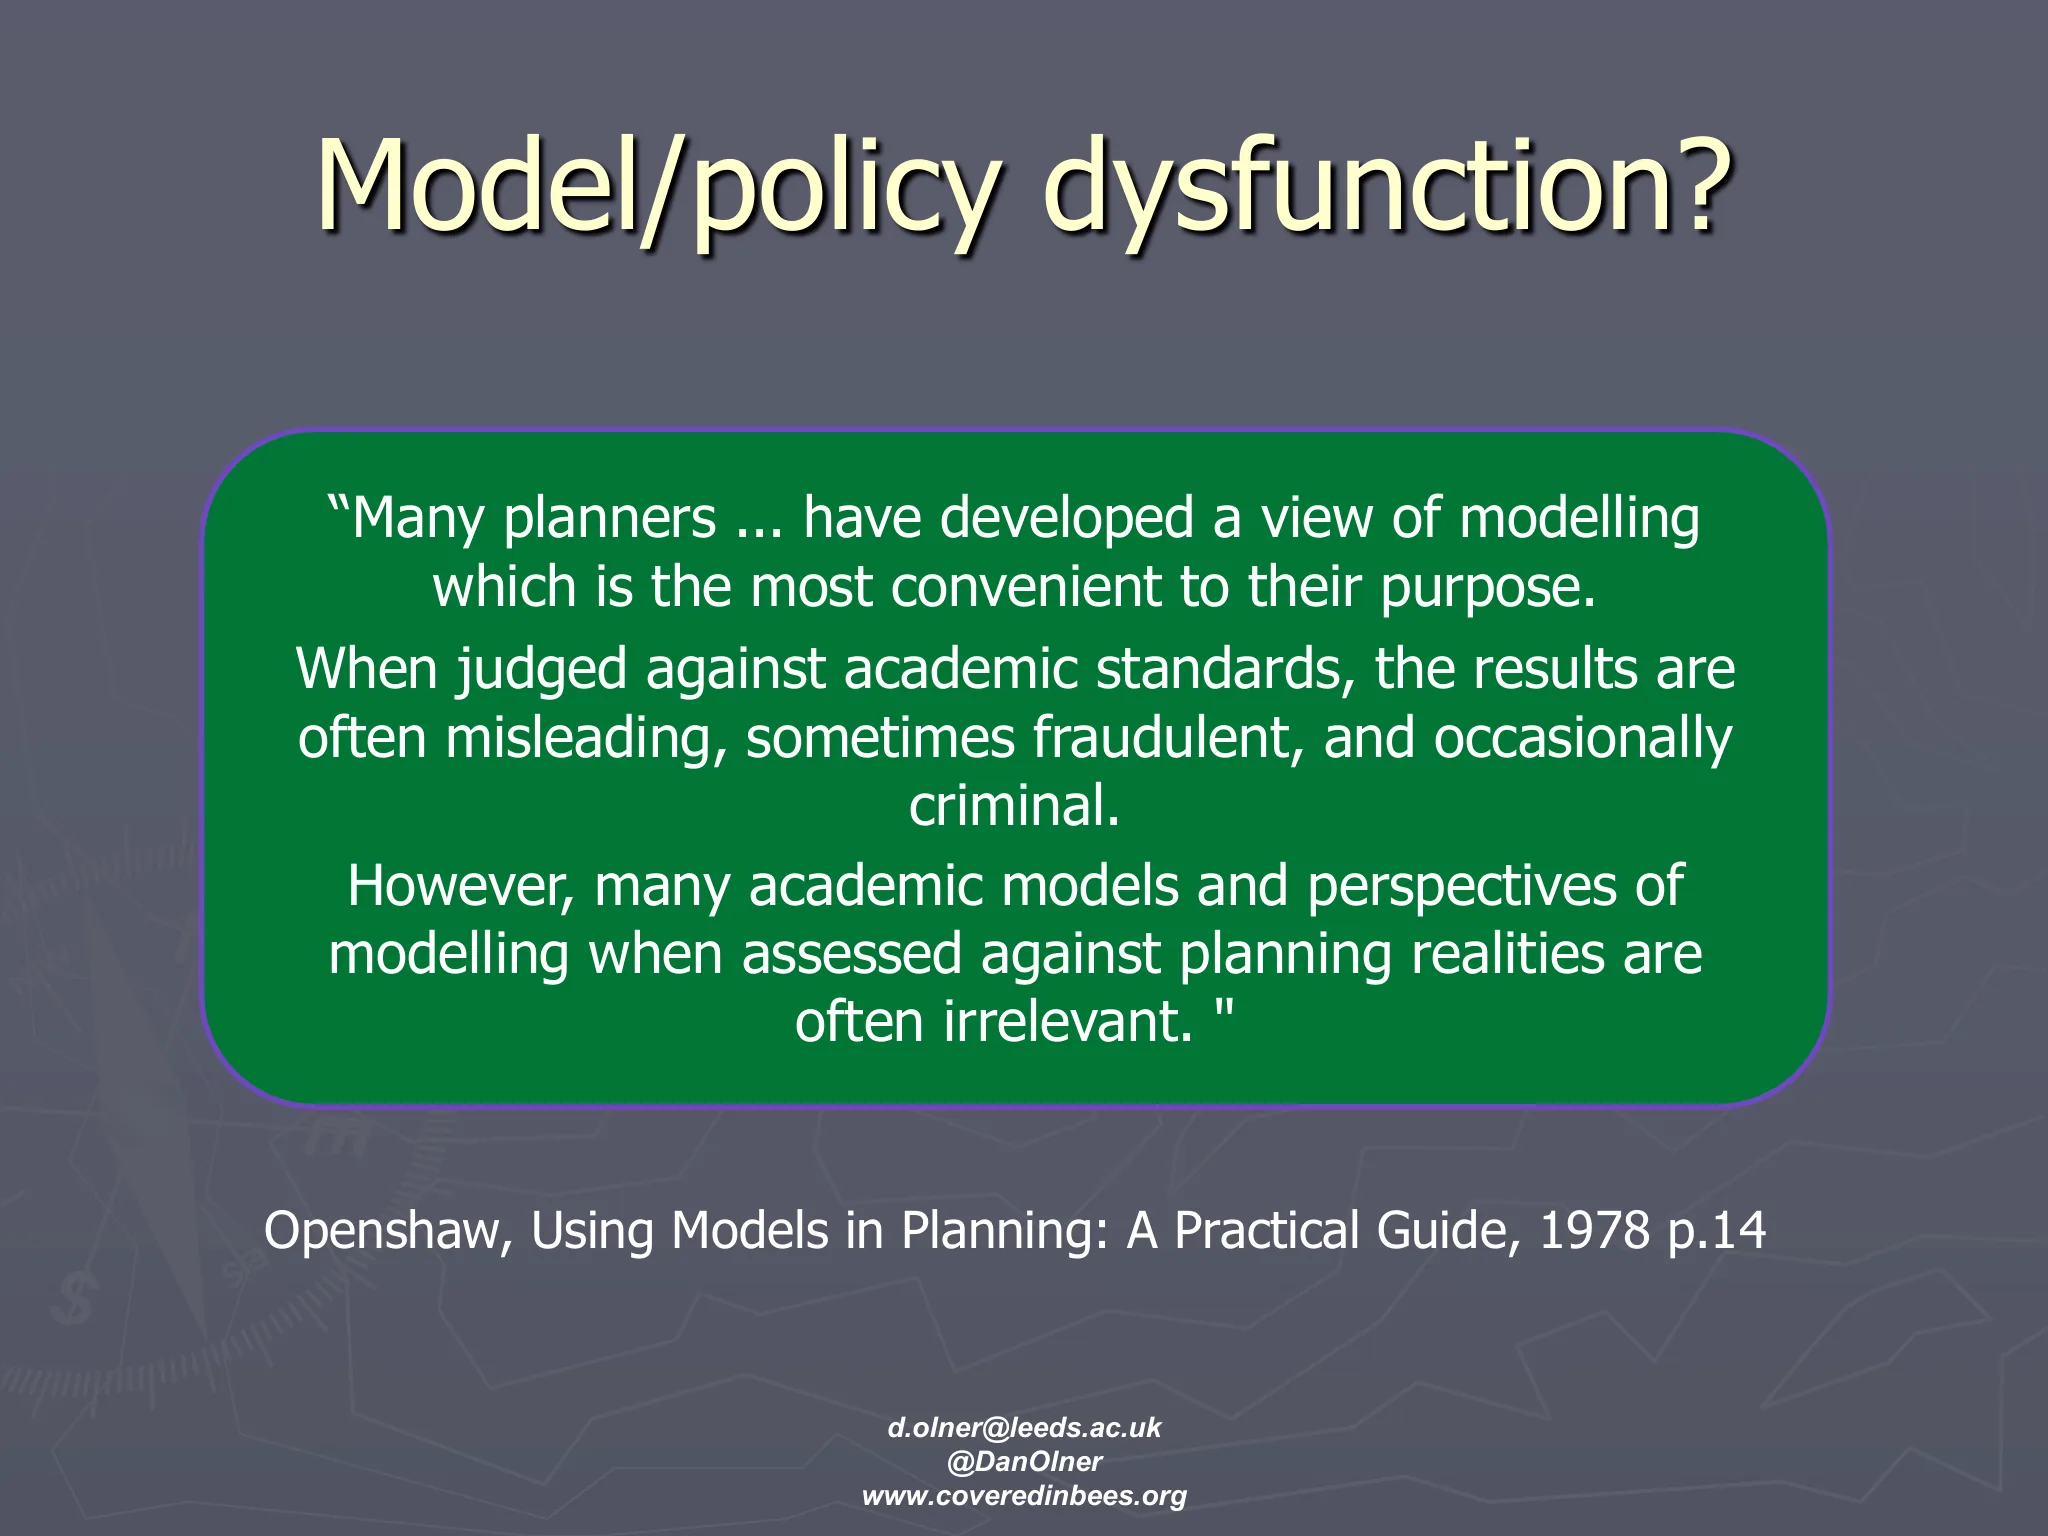 Model/policy dysfunction?
“Many planners ... have developed a view of modelling
which is the most convenient to their purpose.
When judged against academic standards, the results are
often misleading, sometimes fraudulent, and occasionally
criminal.
However, many academic models and perspectives of
modelling when assessed against planning realities are
often irrelevant. "
E
S
Openshaw, Using Models in Planning: A Practical Guide, 1978 p.14
d.olner@leeds.ac.uk
@DanOlner
www.coveredinbees.org